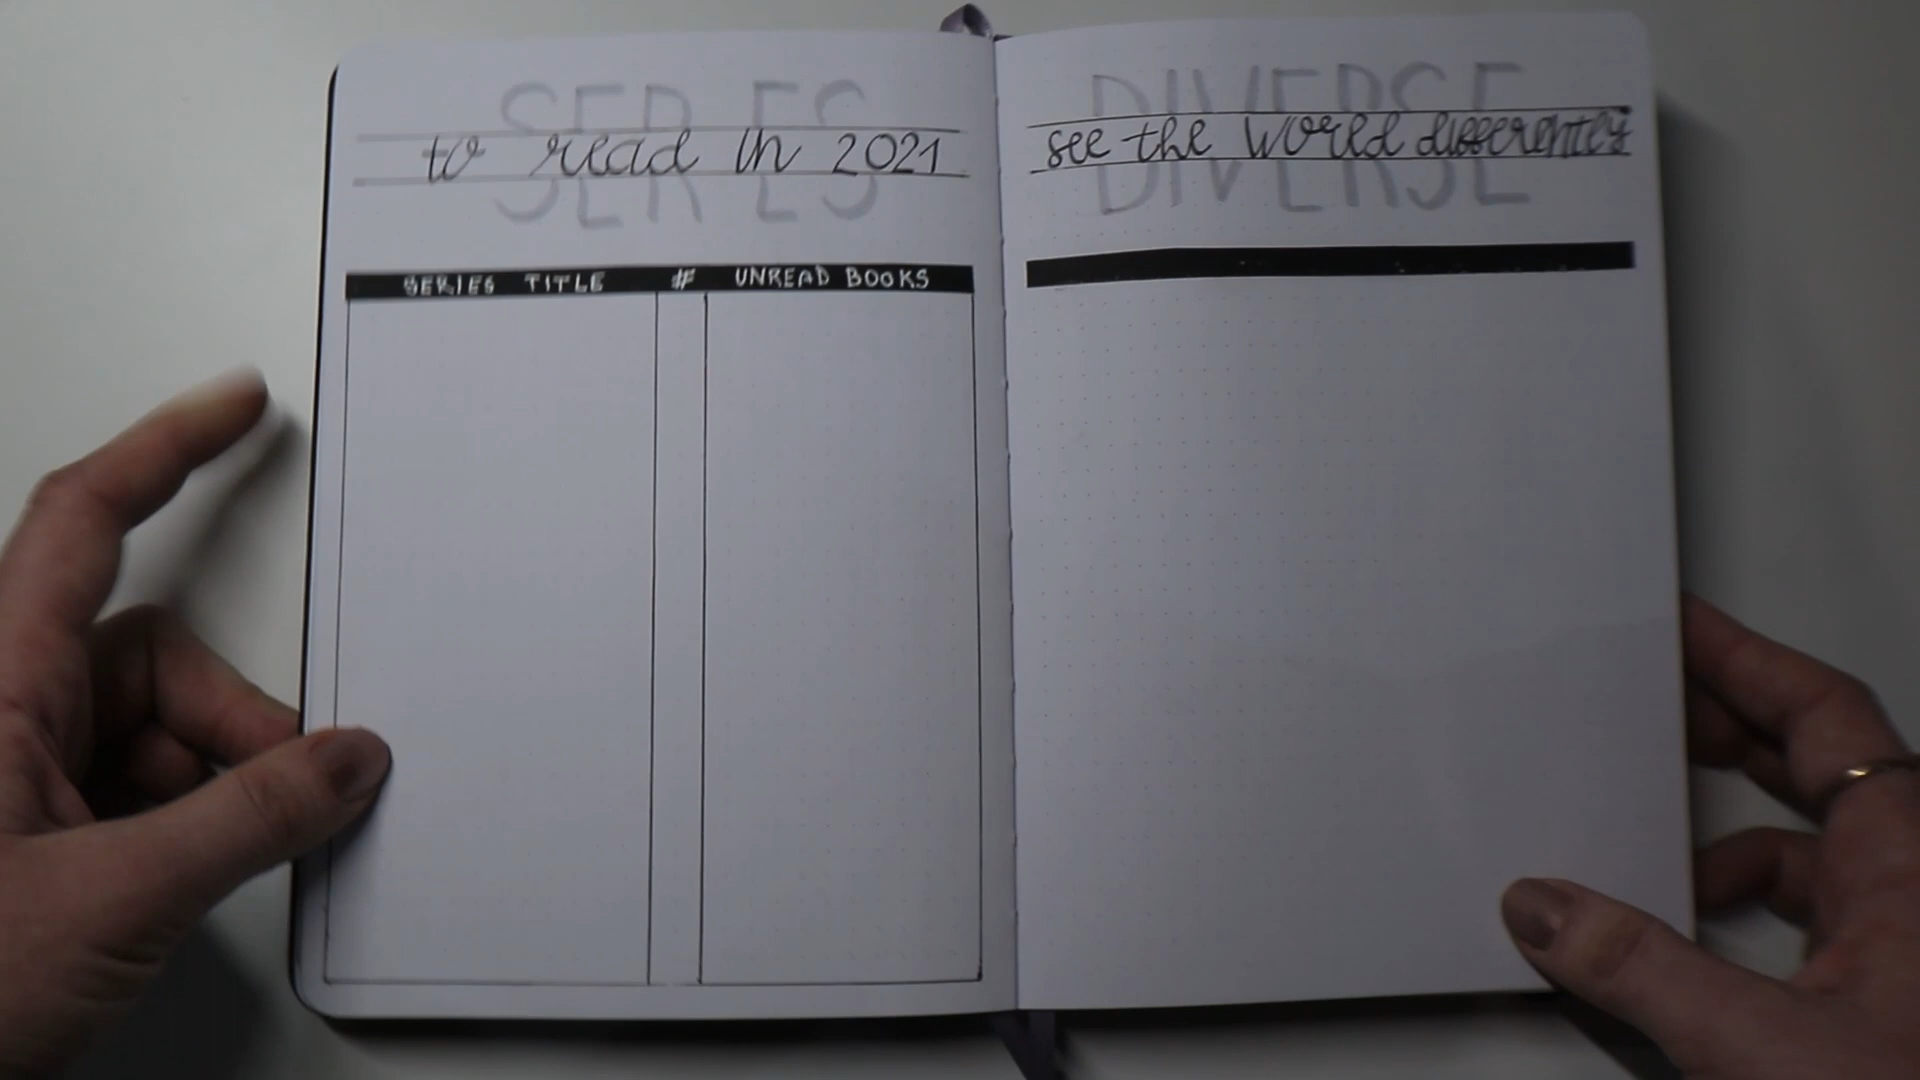 SERIES
to read in 2021
SERIES TITLE # UNREAD BOOKS
DIVERSE
see the world differently